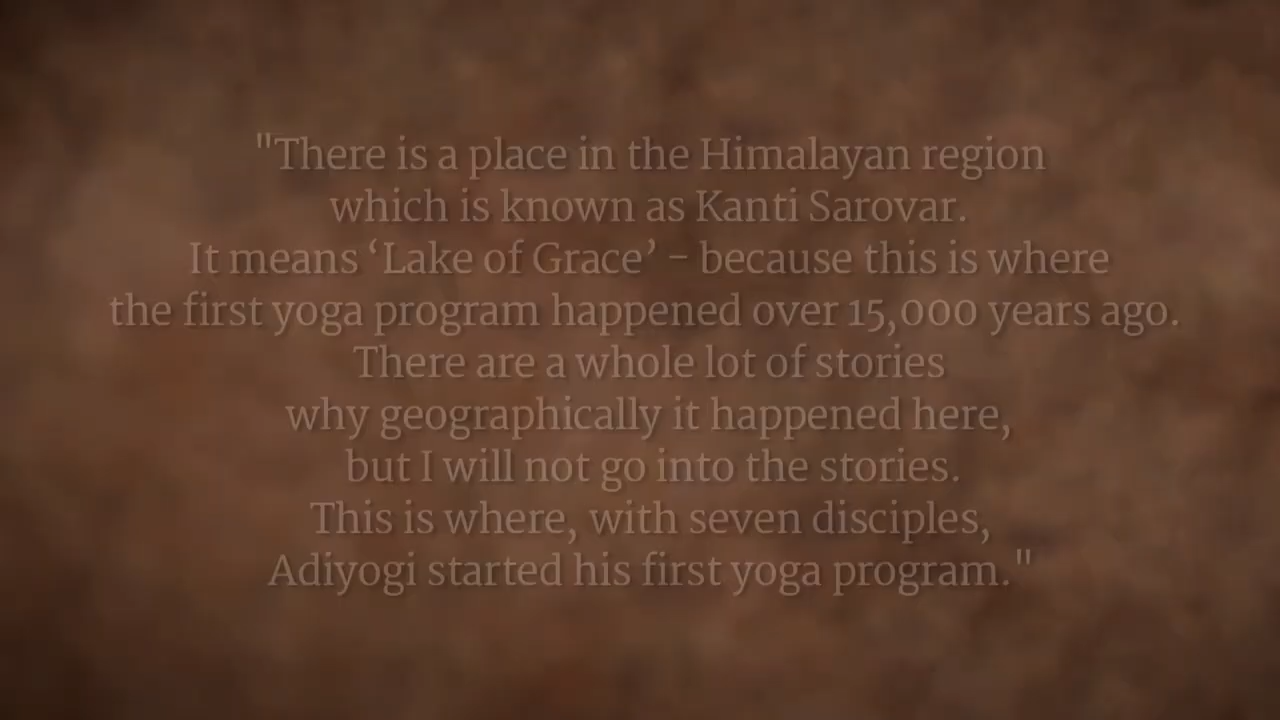 "There is a place in the Himalayan region
which is known as Kanti Sarovar.
It means ‘Lake of Grace’ – because this is where
the first yoga program happened over 15,000 years ago.
There are a whole lot of stories
why geographically it happened here,
but I will not go into the stories.
This is where, with seven disciples,
Adiyogi started his first yoga program."